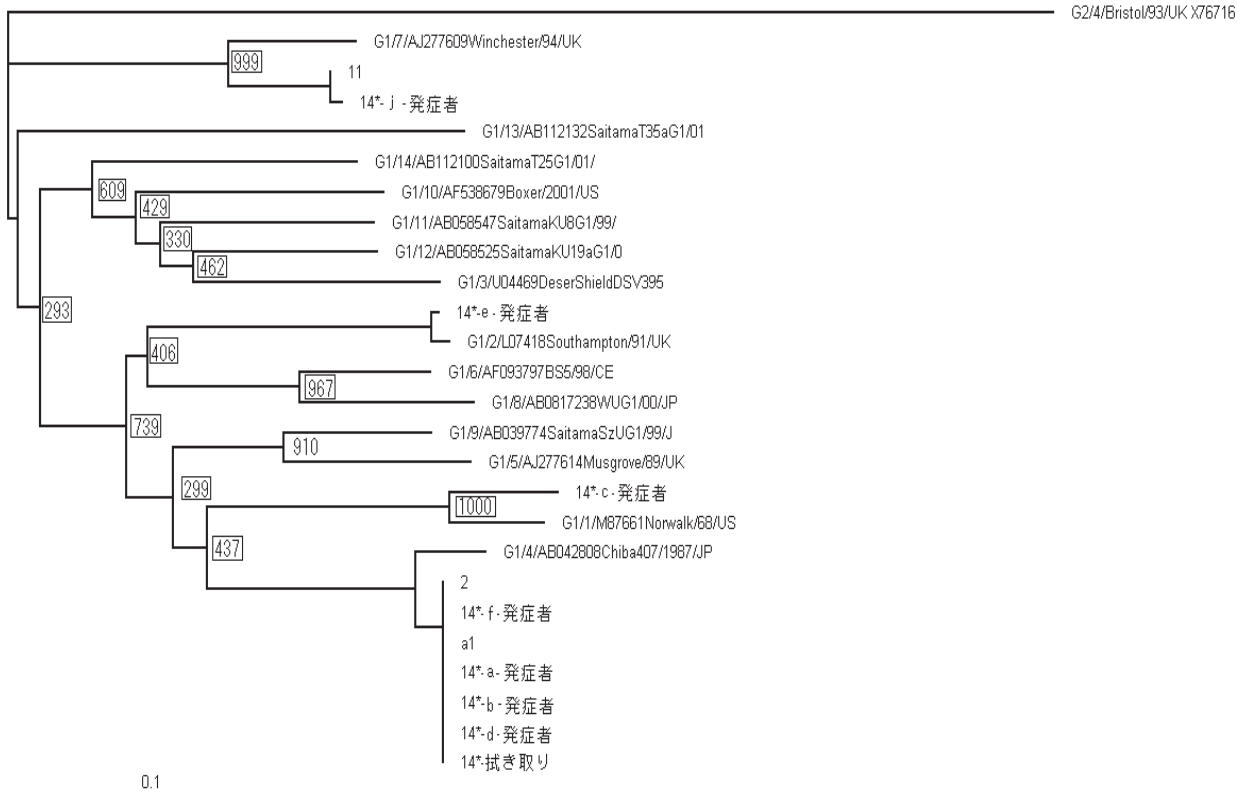 G2/4/Bristol/93/UK X76716
G1/7/AJ277609Winchester/94/UK
999
11
14*-j-発症者
G1/13/AB112132SaitamaT35aG1/01
G1/14/AB112100SaitamaT25G1/01/
609
G1/10/AF538679Boxer/2001/US
429
G1/11/AB058547SaitamaKU8G1/99/
330
G1/12/AB058525SaitamaKU19aG1/0
462
G1/3/U04469DeserShieldDSV395
293
14*-e-発症者
G1/2/L07418Southampton/91/UK
406
G1/6/AF093797BS5/98/CE
967
G1/8/AB0817238WUG1/00/JP
739
G1/9/AB039774SaitamaSzUG1/99/J
910
G1/5/AJ277614Musgrove/89/UK
299
14*-c-発症者
1000
G1/1/M87661Norwalk/68/US
437
G1/4/AB042808Chiba407/1987/JP
2
14*-f-発症者
a1
14*-a-発症者
14*-b-発症者
14*-d-発症者
14*-拭き取り
0.1